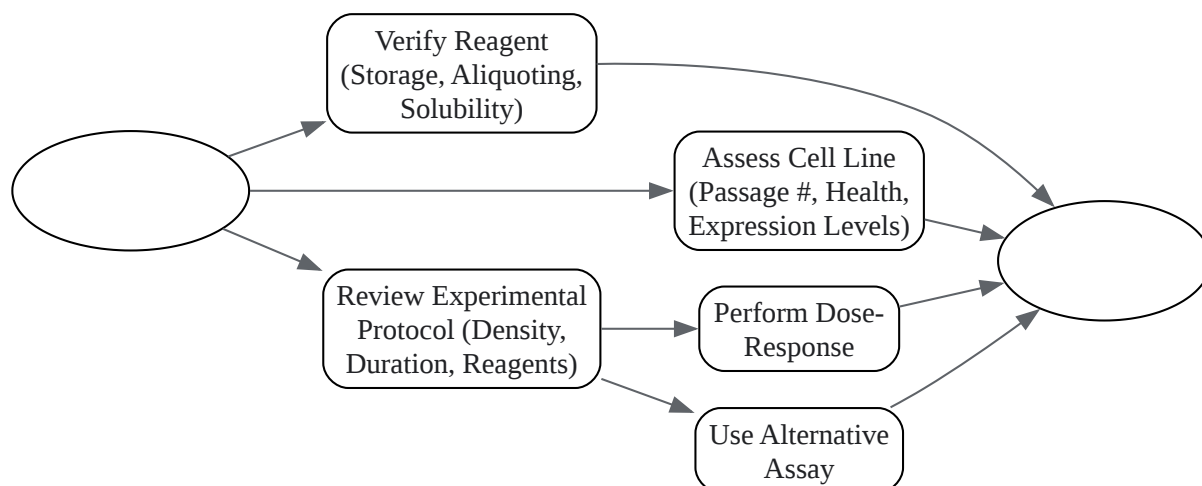 Verify Reagent
(Storage, Aliquoting,
Solubility)
Assess Cell Line
(Passage #, Health,
Expression Levels)
Review Experimental
Protocol (Density,
Duration, Reagents)
Perform Dose-
Response
Use Alternative
Assay